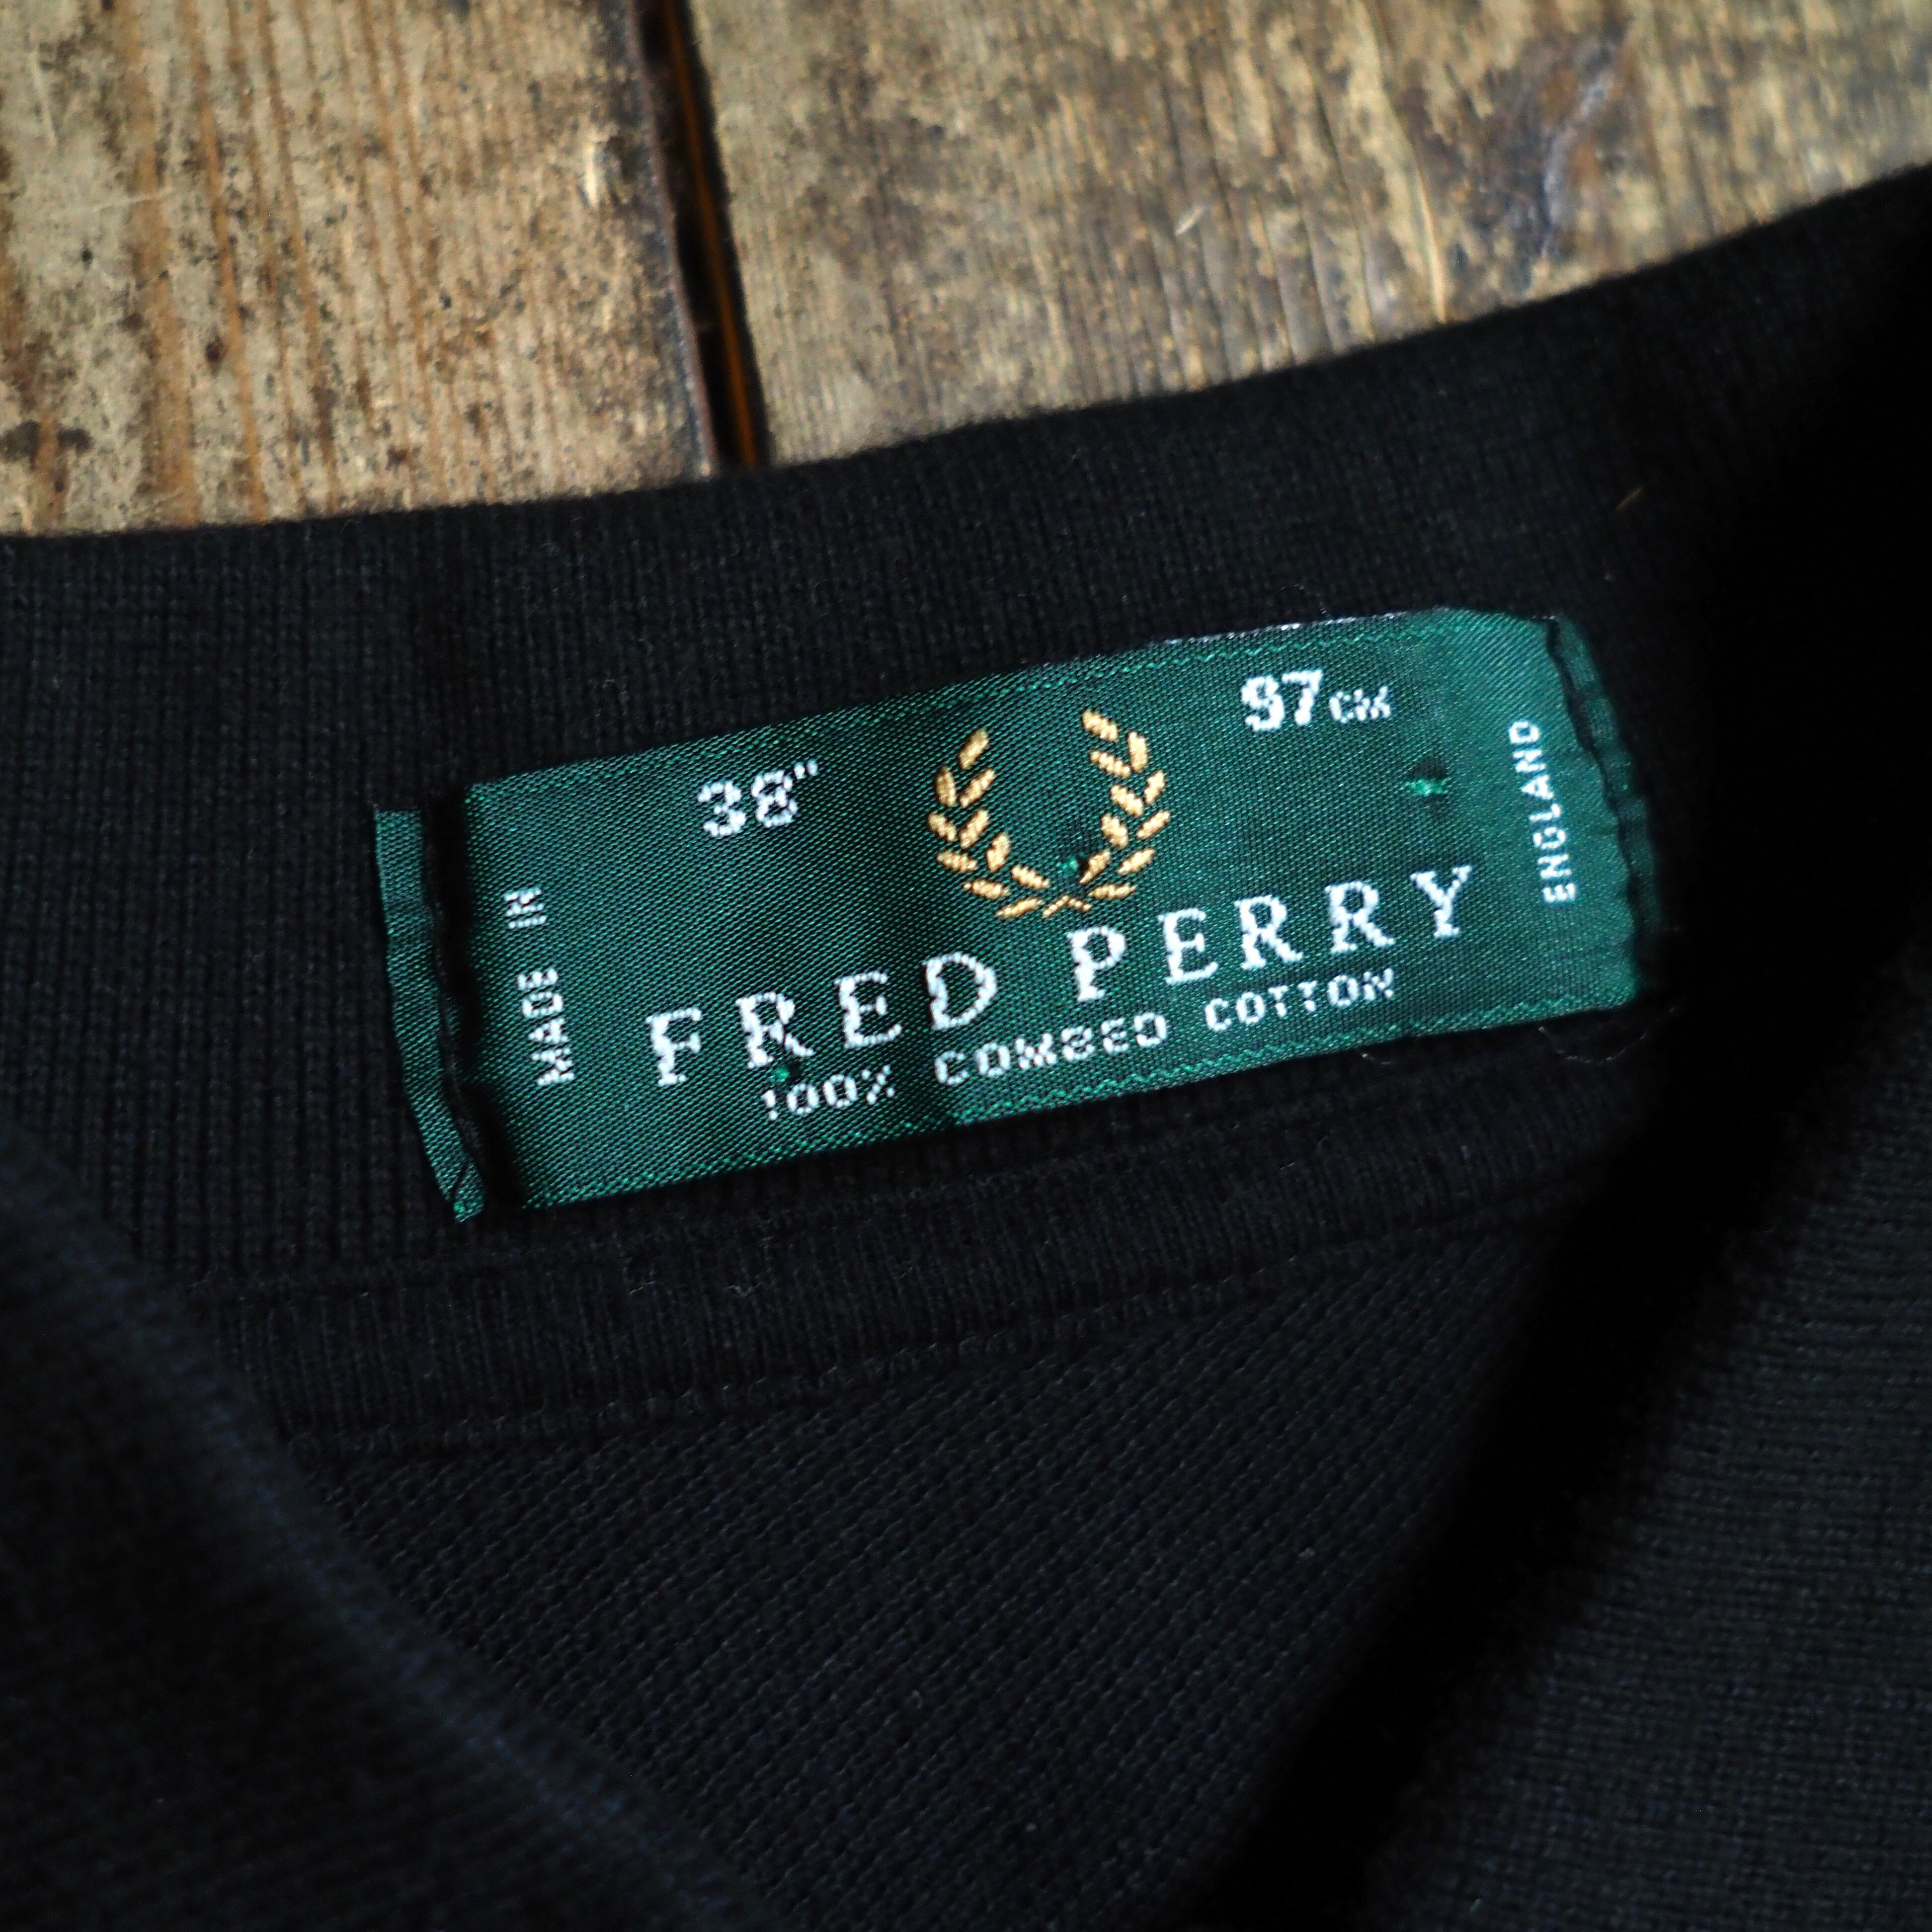 38" 97CM
MADE IN
FRED PERRY
100% COMBED COTTON
ENGLAND